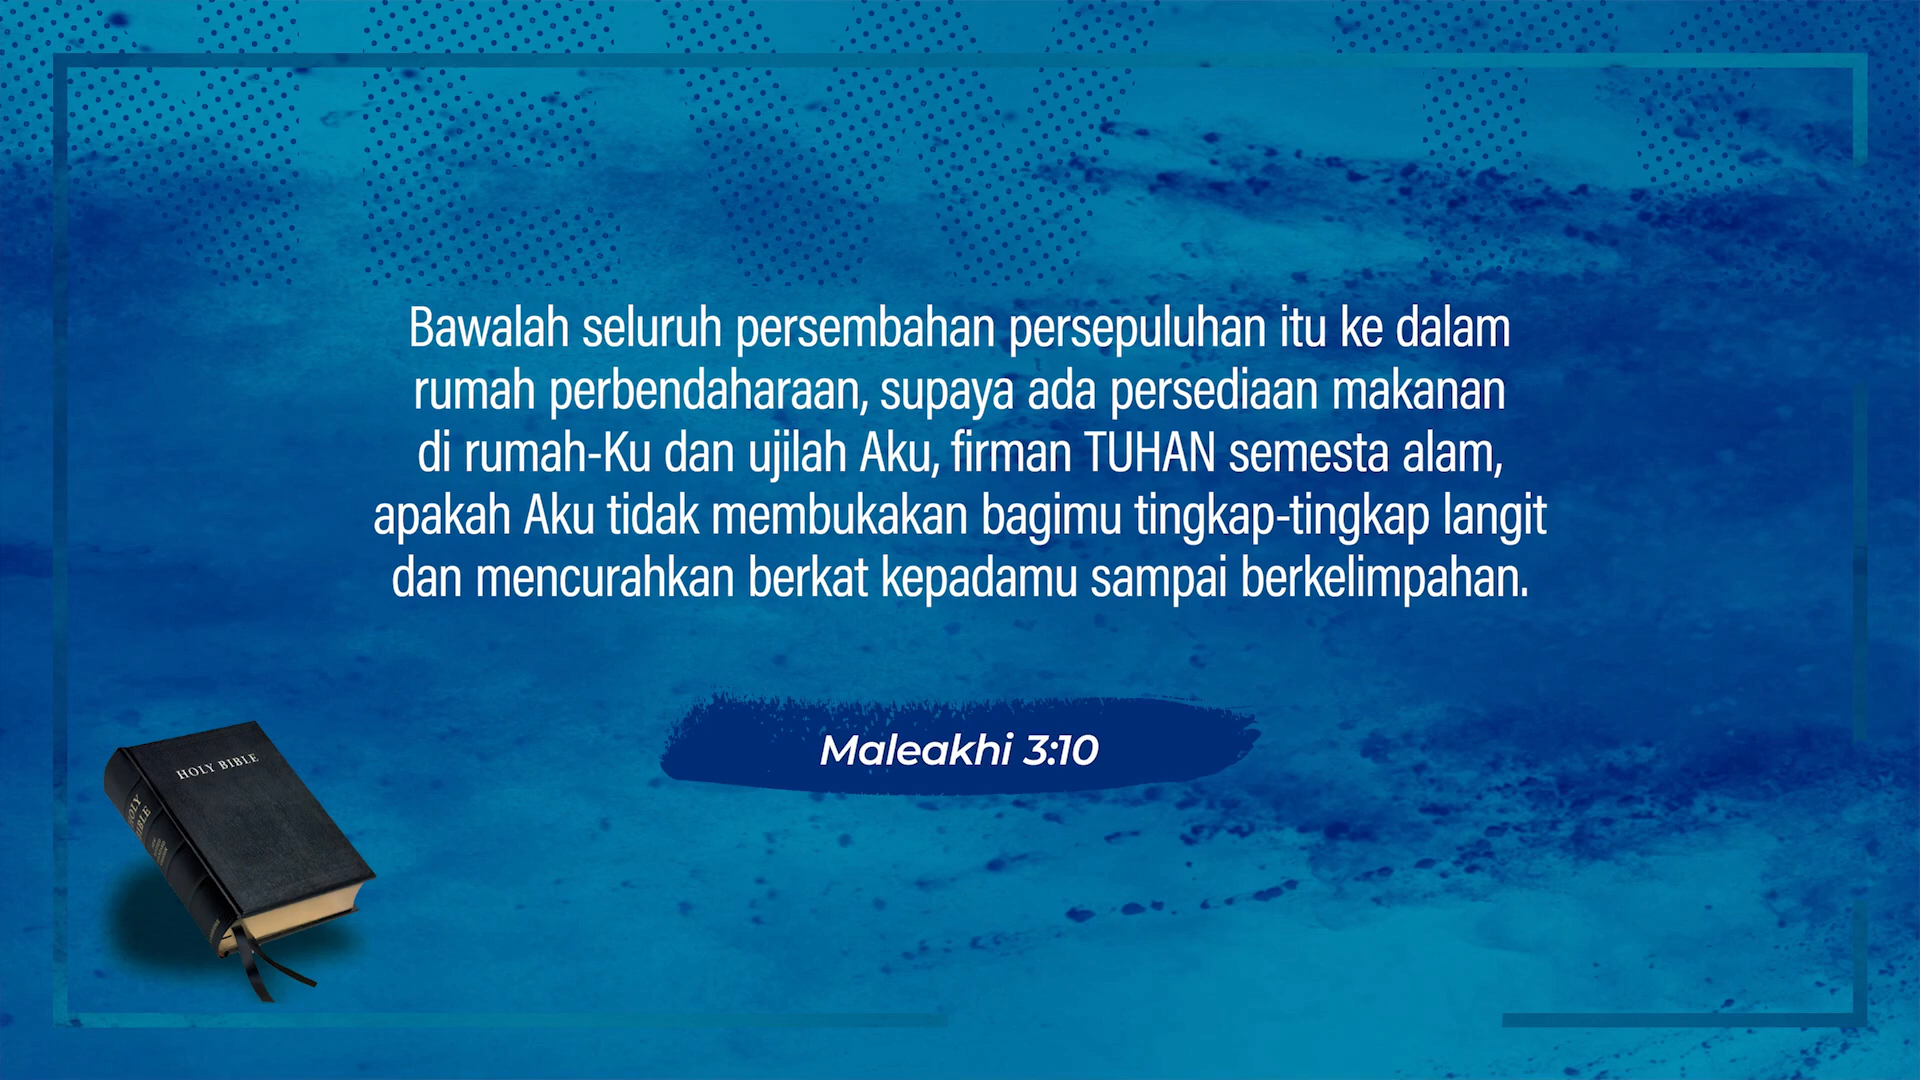 Bawalah seluruh persembahan persepuluhan itu ke dalam
rumah perbendaharaan, supaya ada persediaan makanan
di rumah-Ku dan ujilah Aku, firman TUHAN semesta alam,
apakah Aku tidak membukakan bagimu tingkap-tingkap langit
dan mencurahkan berkat kepadamu sampai berkelimpahan.
Maleakhi 3:10
HOLY BIBLE
HOLY
BIBLE